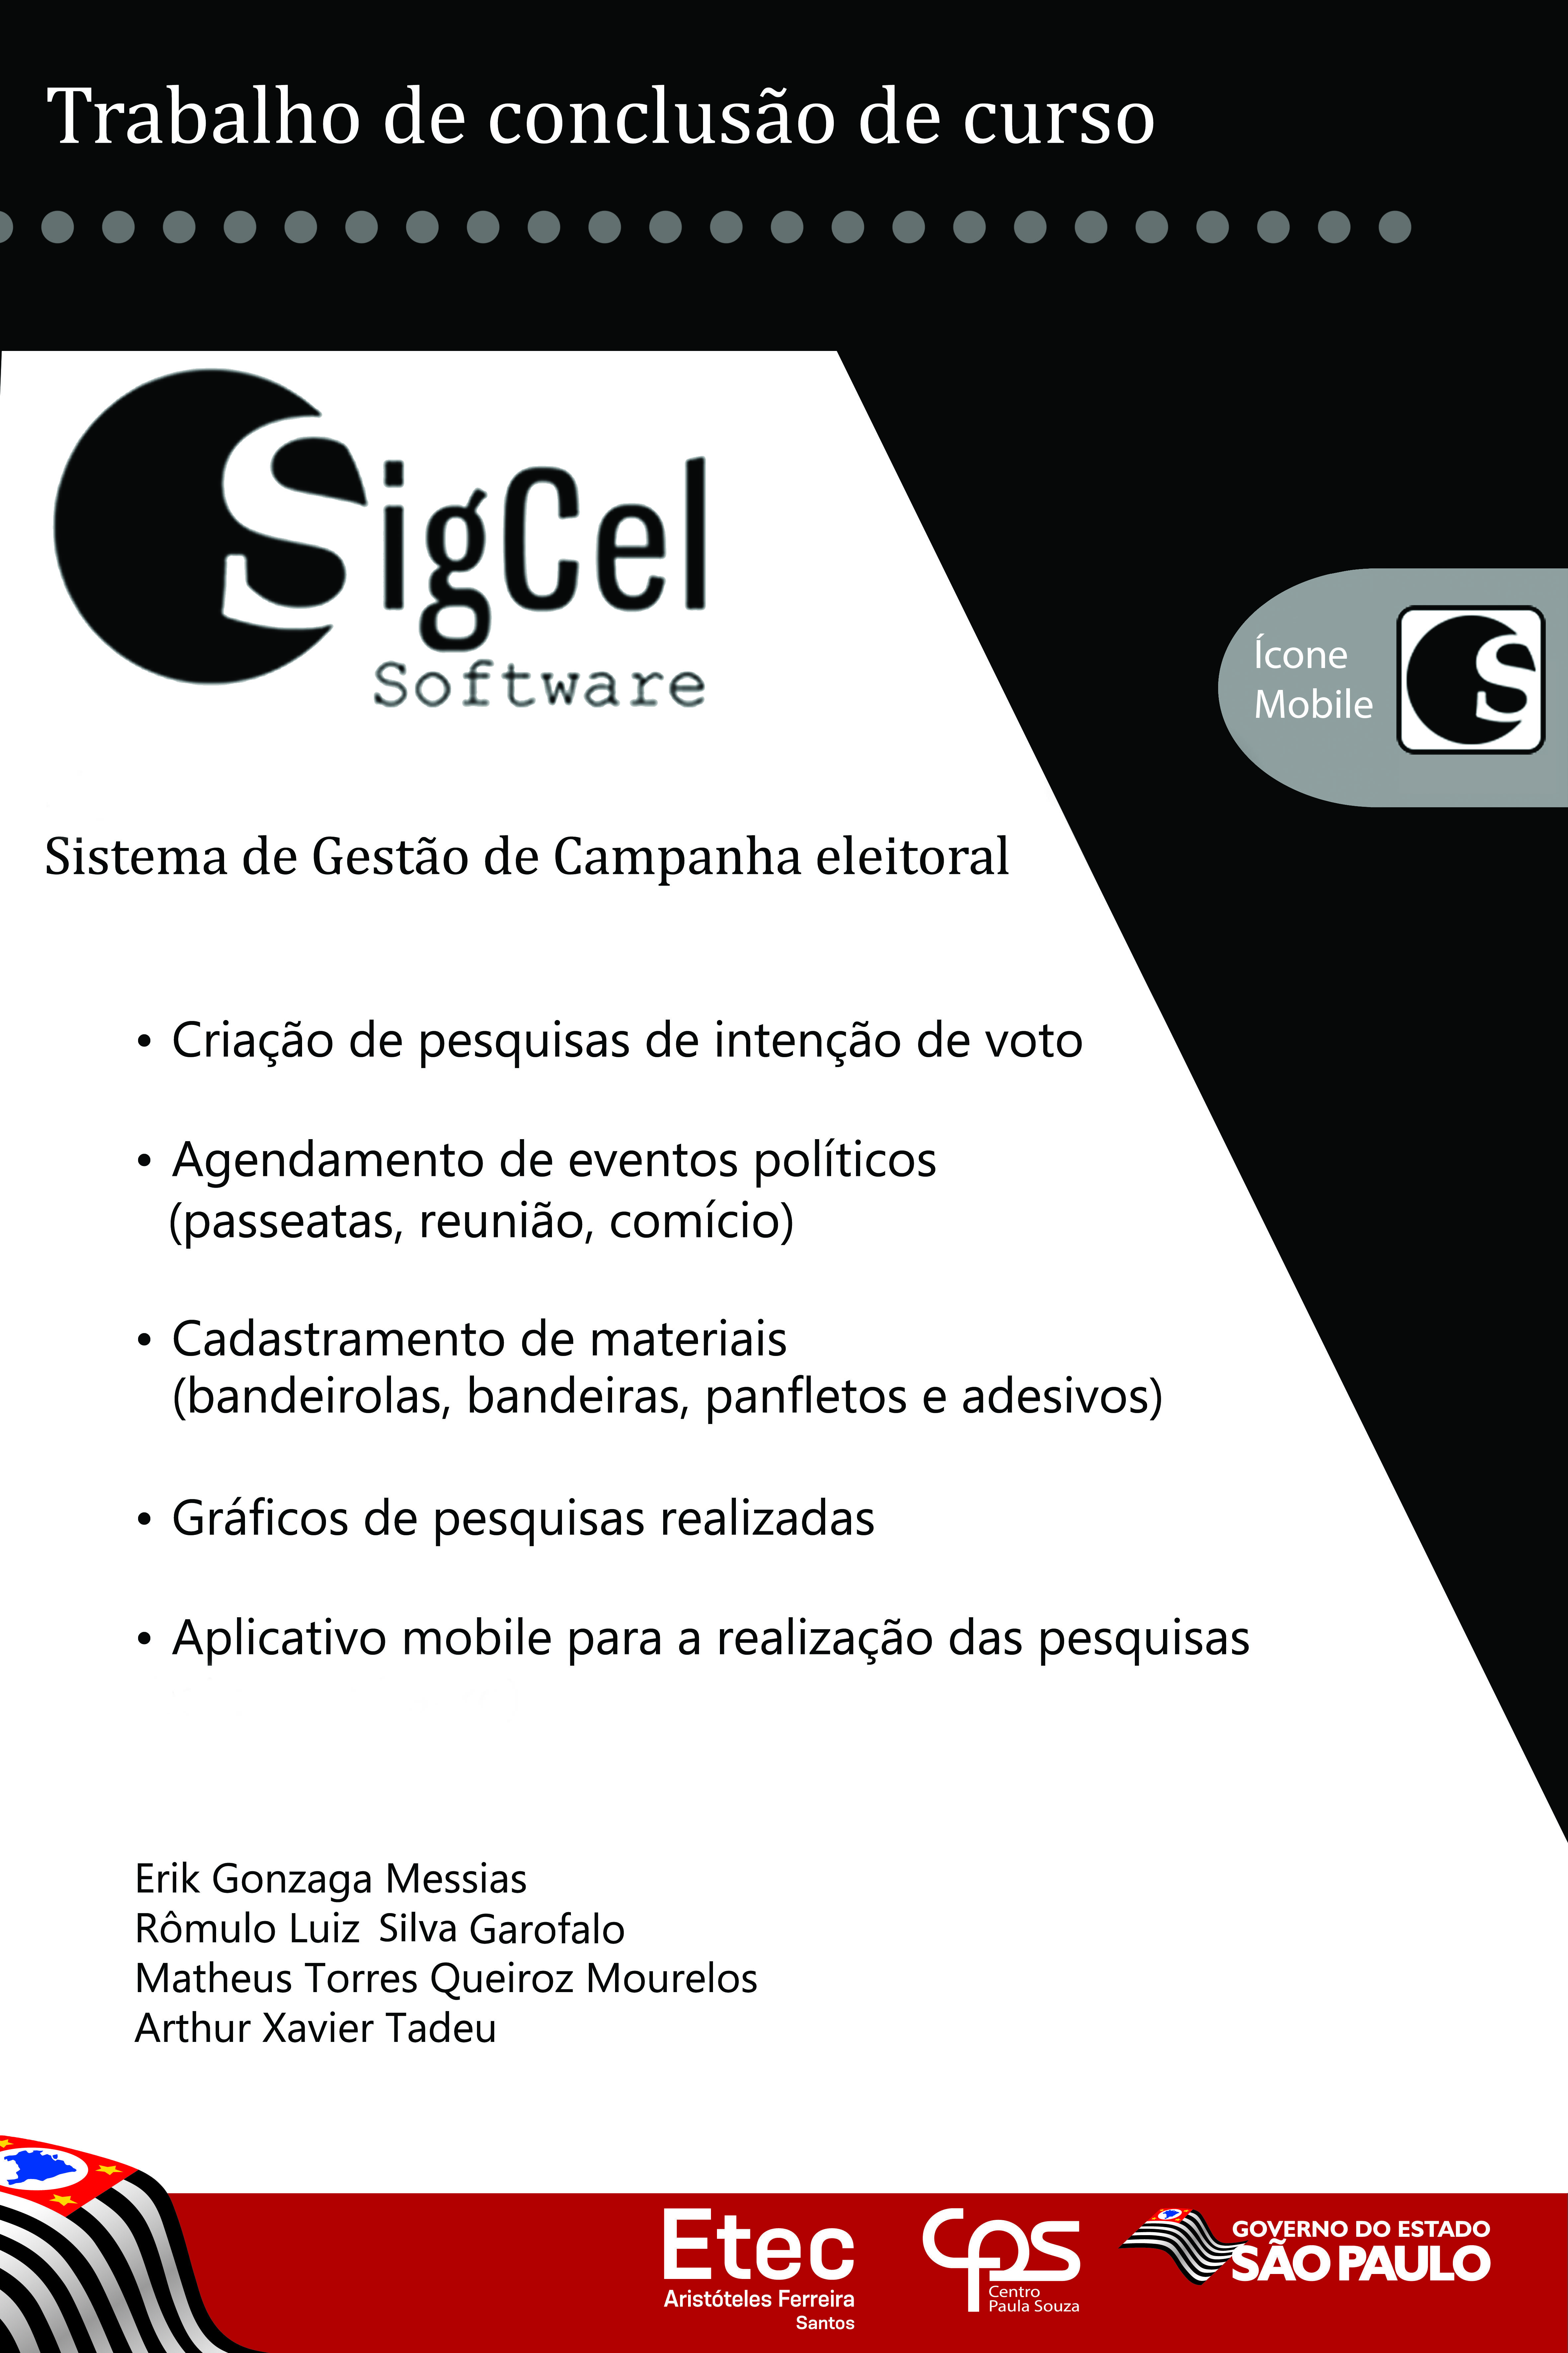 Trabalho de conclusão de curso
SigCel
Software
Ícone
Mobile
S
Sistema de Gestão de Campanha eleitoral
• Criação de pesquisas de intenção de voto
• Agendamento de eventos políticos
(passeatas, reunião, comício)
• Cadastramento de materiais
(bandeirolas, bandeiras, panfletos e adesivos)
• Gráficos de pesquisas realizadas
• Aplicativo mobile para a realização das pesquisas
Erik Gonzaga Messias
Rômulo Luiz Silva Garofalo
Matheus Torres Queiroz Mourelos
Arthur Xavier Tadeu
Etec
Aristóteles Ferreira
Santos
cps
Centro
Paula Souza
GOVERNO DO ESTADO
SÃO PAULO